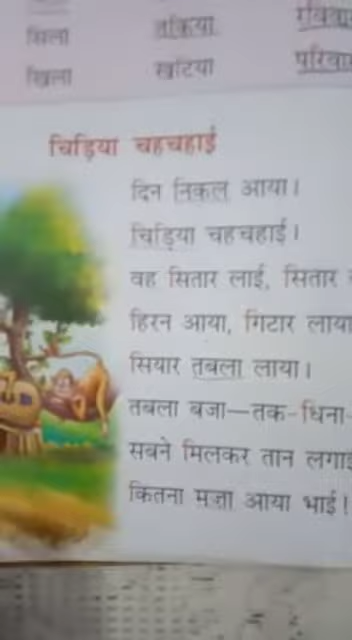 सिला तकिया रविवार
खिला खटिया परिवार
चिड़िया चहचहाई
दिन निकल आया।
चिड़िया चहचहाई।
वह सितार लाई, सितार
हिरन आया, गिटार लाया
सियार तबला लाया।
तबला बजा—तक-धिना-
सबने मिलकर तान लगाई
कितना मज़ा आया भाई!